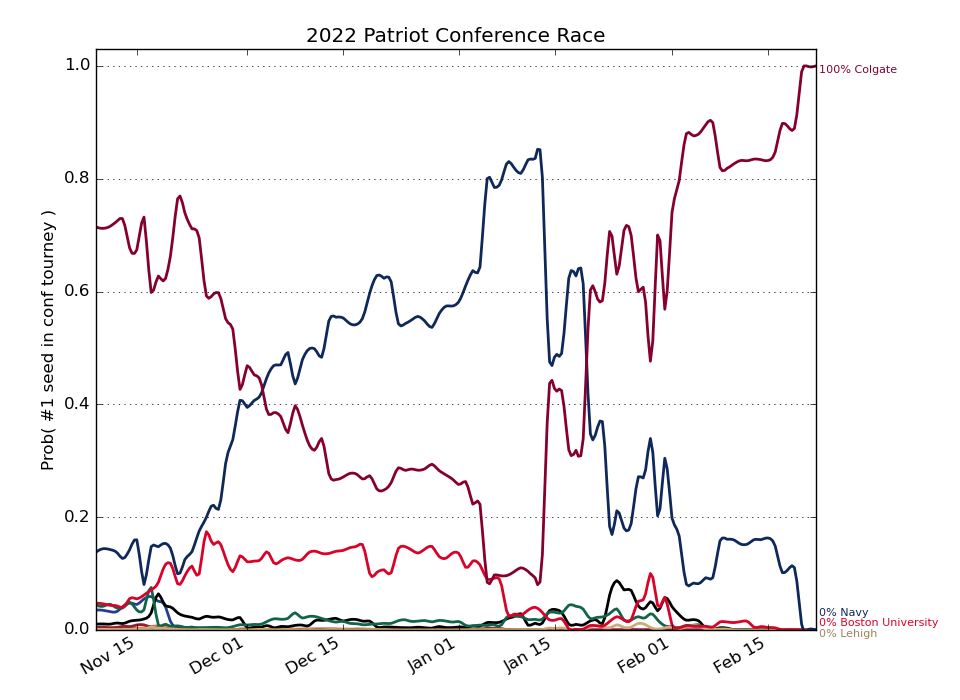 2022 Patriot Conference Race
1.0
0.8
0.6
0.4
0.2
0.0
Prob( #1 seed in conf tourney )
Nov 15
Dec 01
Dec 15
Jan 01
Jan 15
Feb 01
Feb 15
100% Colgate
0% Navy
0% Boston University
0% Lehigh